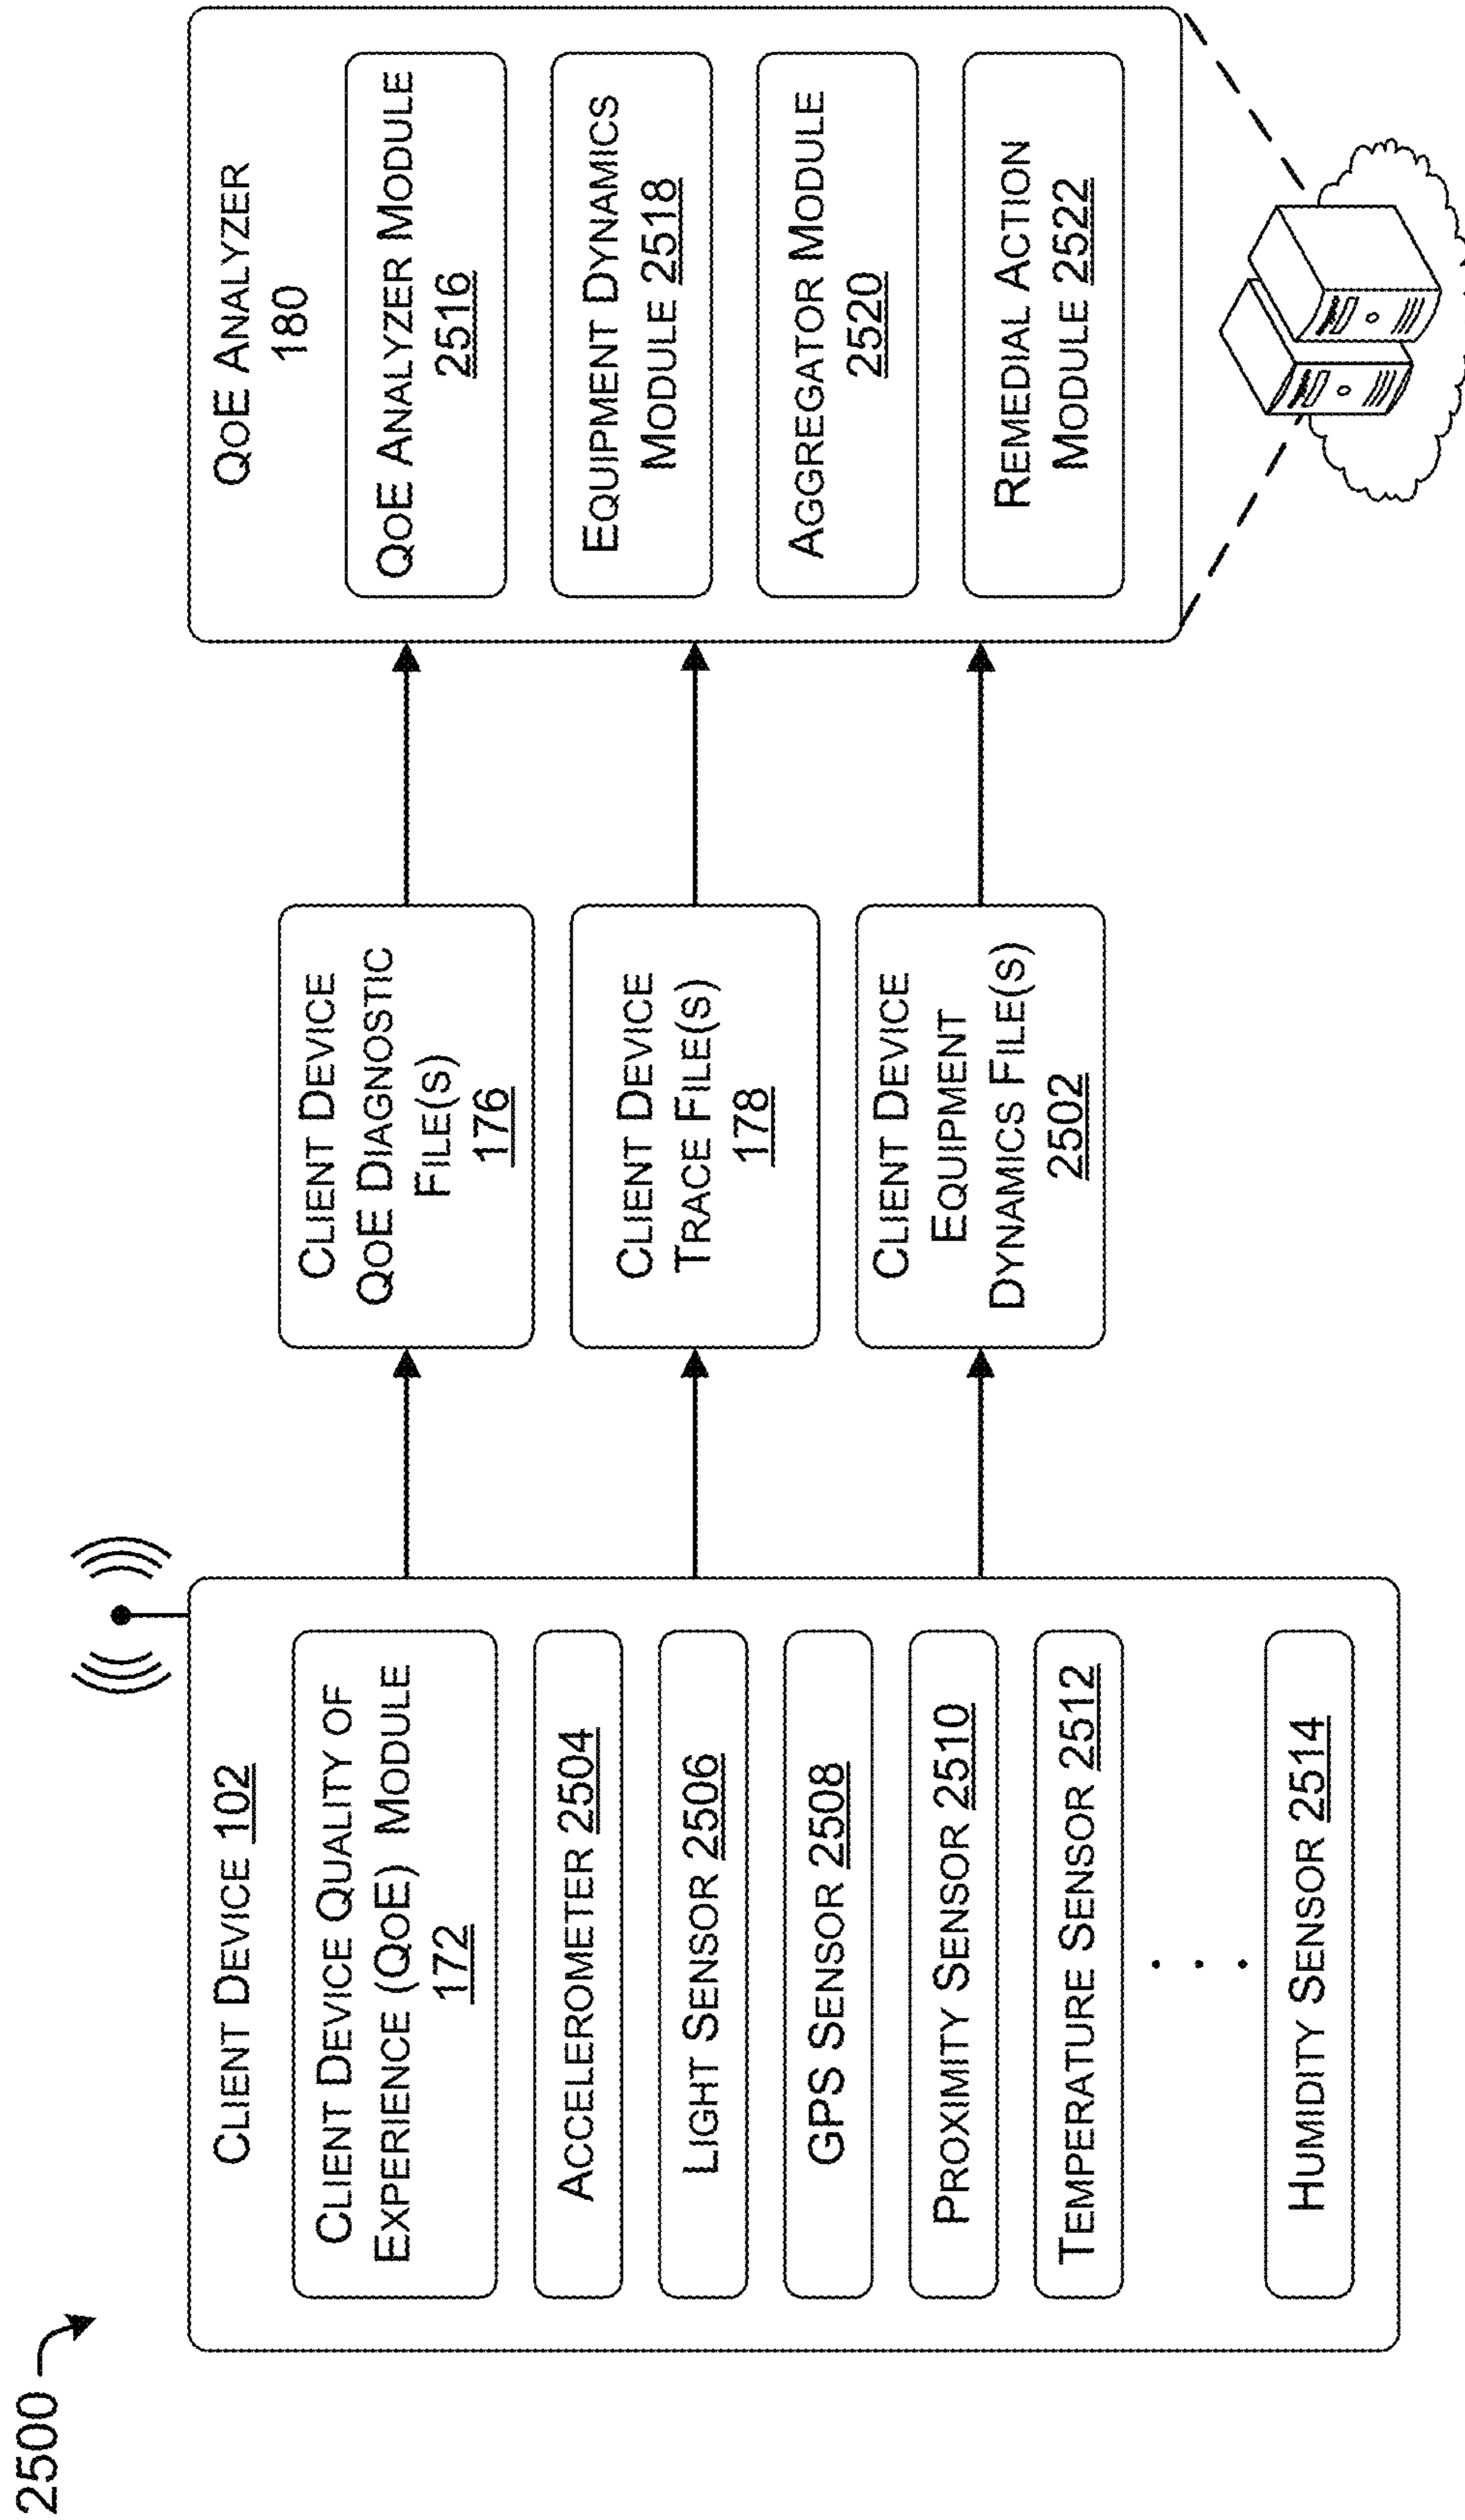 2500
CLIENT DEVICE 102
CLIENT DEVICE QUALITY OF
EXPERIENCE (QOE) MODULE
172
ACCELEROMETER 2504
LIGHT SENSOR 2506
GPS SENSOR 2508
PROXIMITY SENSOR 2510
TEMPERATURE SENSOR 2512
HUMIDITY SENSOR 2514
CLIENT DEVICE
QOE DIAGNOSTIC
FILE(S)
176
CLIENT DEVICE
TRACE FILE(S)
178
CLIENT DEVICE
EQUIPMENT
DYNAMICS FILE(S)
2502
QOE ANALYZER
180
QOE ANALYZER MODULE
2516
EQUIPMENT DYNAMICS
MODULE 2518
AGGREGATOR MODULE
2520
REMEDIAL ACTION
MODULE 2522